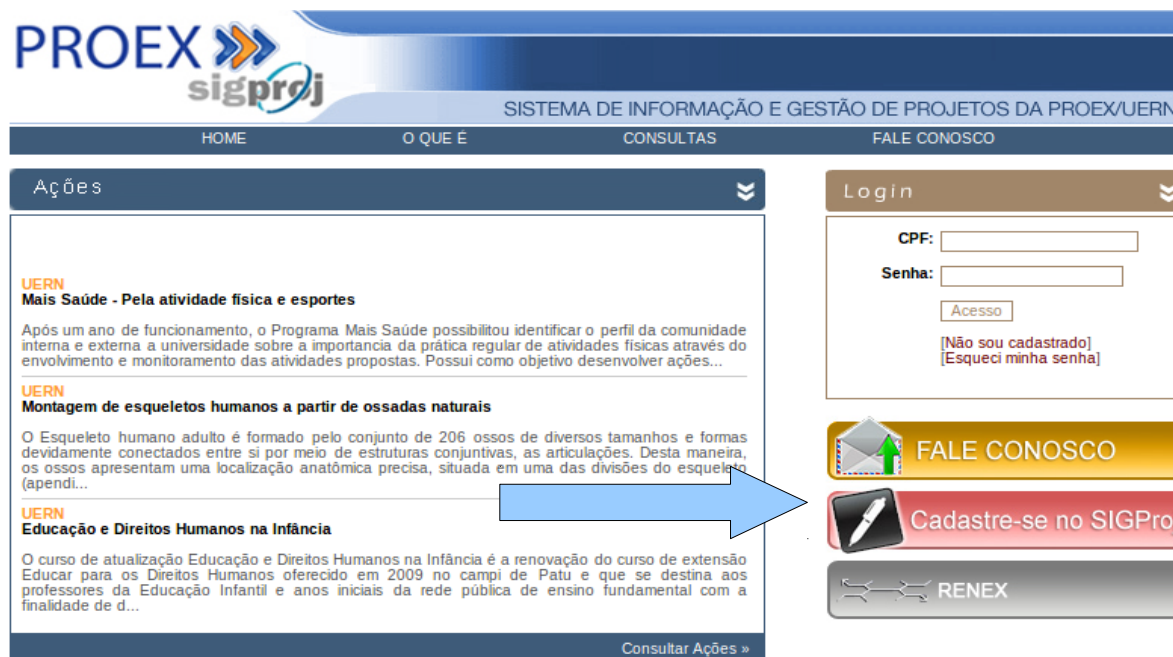 PROEX
sigproj
SISTEMA DE INFORMAÇÃO E GESTÃO DE PROJETOS DA PROEX/UERN
HOME O QUE É CONSULTAS FALE CONOSCO
Ações
UERN
Mais Saúde - Pela atividade física e esportes
Após um ano de funcionamento, o Programa Mais Saúde possibilitou identificar o perfil da comunidade
interna e externa a universidade sobre a importancia da prática regular de atividades físicas através do
envolvimento e monitoramento das atividades propostas. Possui como objetivo desenvolver ações...
UERN
Montagem de esqueletos humanos a partir de ossadas naturais
O Esqueleto humano adulto é formado pelo conjunto de 206 ossos de diversos tamanhos e formas
devidamente conectados entre si por meio de estruturas conjuntivas, as articulações. Desta maneira,
os ossos apresentam uma localização anatômica precisa, situada em uma das divisões do esqueleto
(apendi...
UERN
Educação e Direitos Humanos na Infância
O curso de atualização Educação e Direitos Humanos na Infância é a renovação do curso de extensão
Educar para os Direitos Humanos oferecido em 2009 no campi de Patu e que se destina aos
professores da Educação Infantil e anos iniciais da rede pública de ensino fundamental com a
finalidade de d...
Consultar Ações »
Login
CPF:
Senha:
Acesso
[Não sou cadastrado]
[Esqueci minha senha]
FALE CONOSCO
Cadastre-se no SIGPro
RENEX